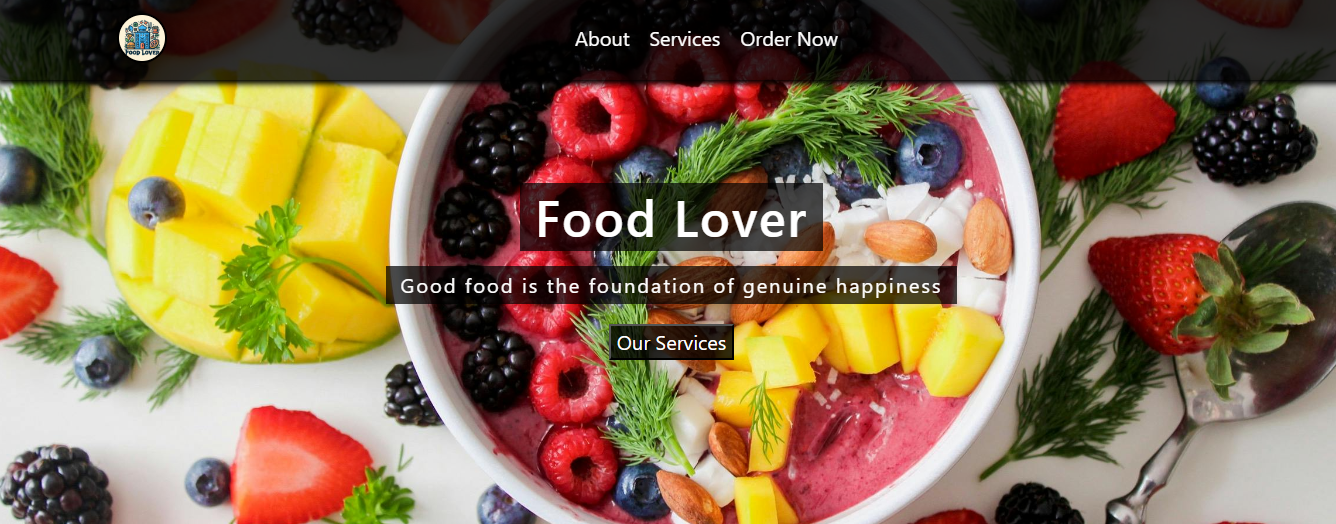 FOOD LOVER
About Services Order Now
Food Lover
Good food is the foundation of genuine happiness
Our Services